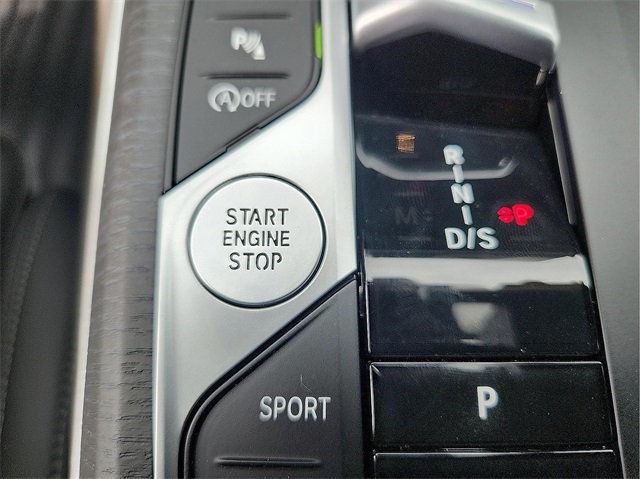 P
A OFF
START
ENGINE
STOP
R
N
D/S
P
SPORT
P